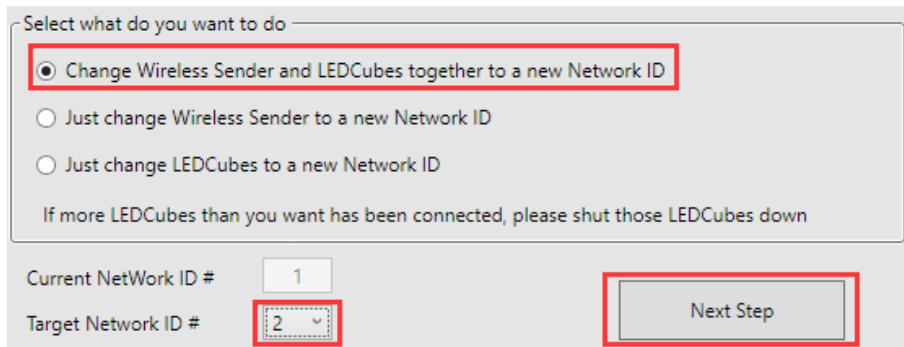 Select what do you want to do
Change Wireless Sender and LEDCubes together to a new Network ID
Just change Wireless Sender to a new Network ID
Just change LEDCubes to a new Network ID
If more LEDCubes than you want has been connected, please shut those LEDCubes down
Current NetWork ID #
1
Target Network ID #
2
Next Step